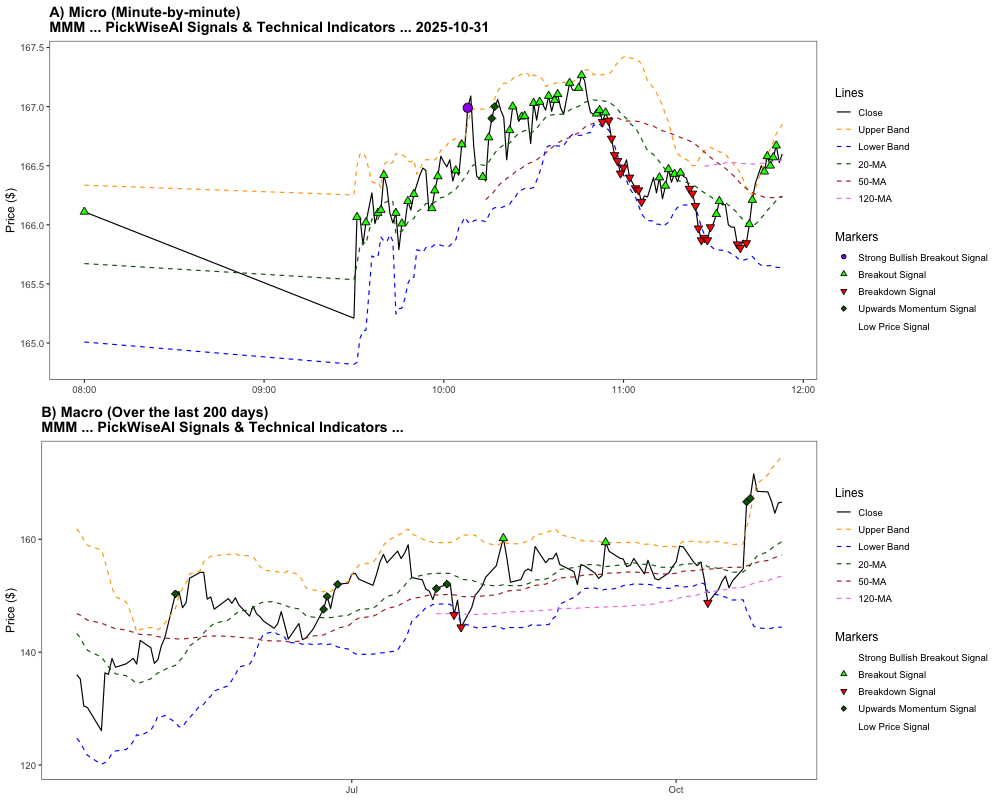 A) Micro (Minute-by-minute)
MMM ... PickWiseAI Signals & Technical Indicators ... 2025-10-31
Price ($)
167.5
167.0
166.5
166.0
165.5
165.0
08:00
09:00
10:00
11:00
12:00
Lines
Close
Upper Band
Lower Band
20-MA
50-MA
120-MA
Markers
Strong Bullish Breakout Signal
Breakout Signal
Breakdown Signal
Upwards Momentum Signal
Low Price Signal
B) Macro (Over the last 200 days)
MMM ... PickWiseAI Signals & Technical Indicators ...
Price ($)
160
140
120
Jul
Oct
Lines
Close
Upper Band
Lower Band
20-MA
50-MA
120-MA
Markers
Strong Bullish Breakout Signal
Breakout Signal
Breakdown Signal
Upwards Momentum Signal
Low Price Signal